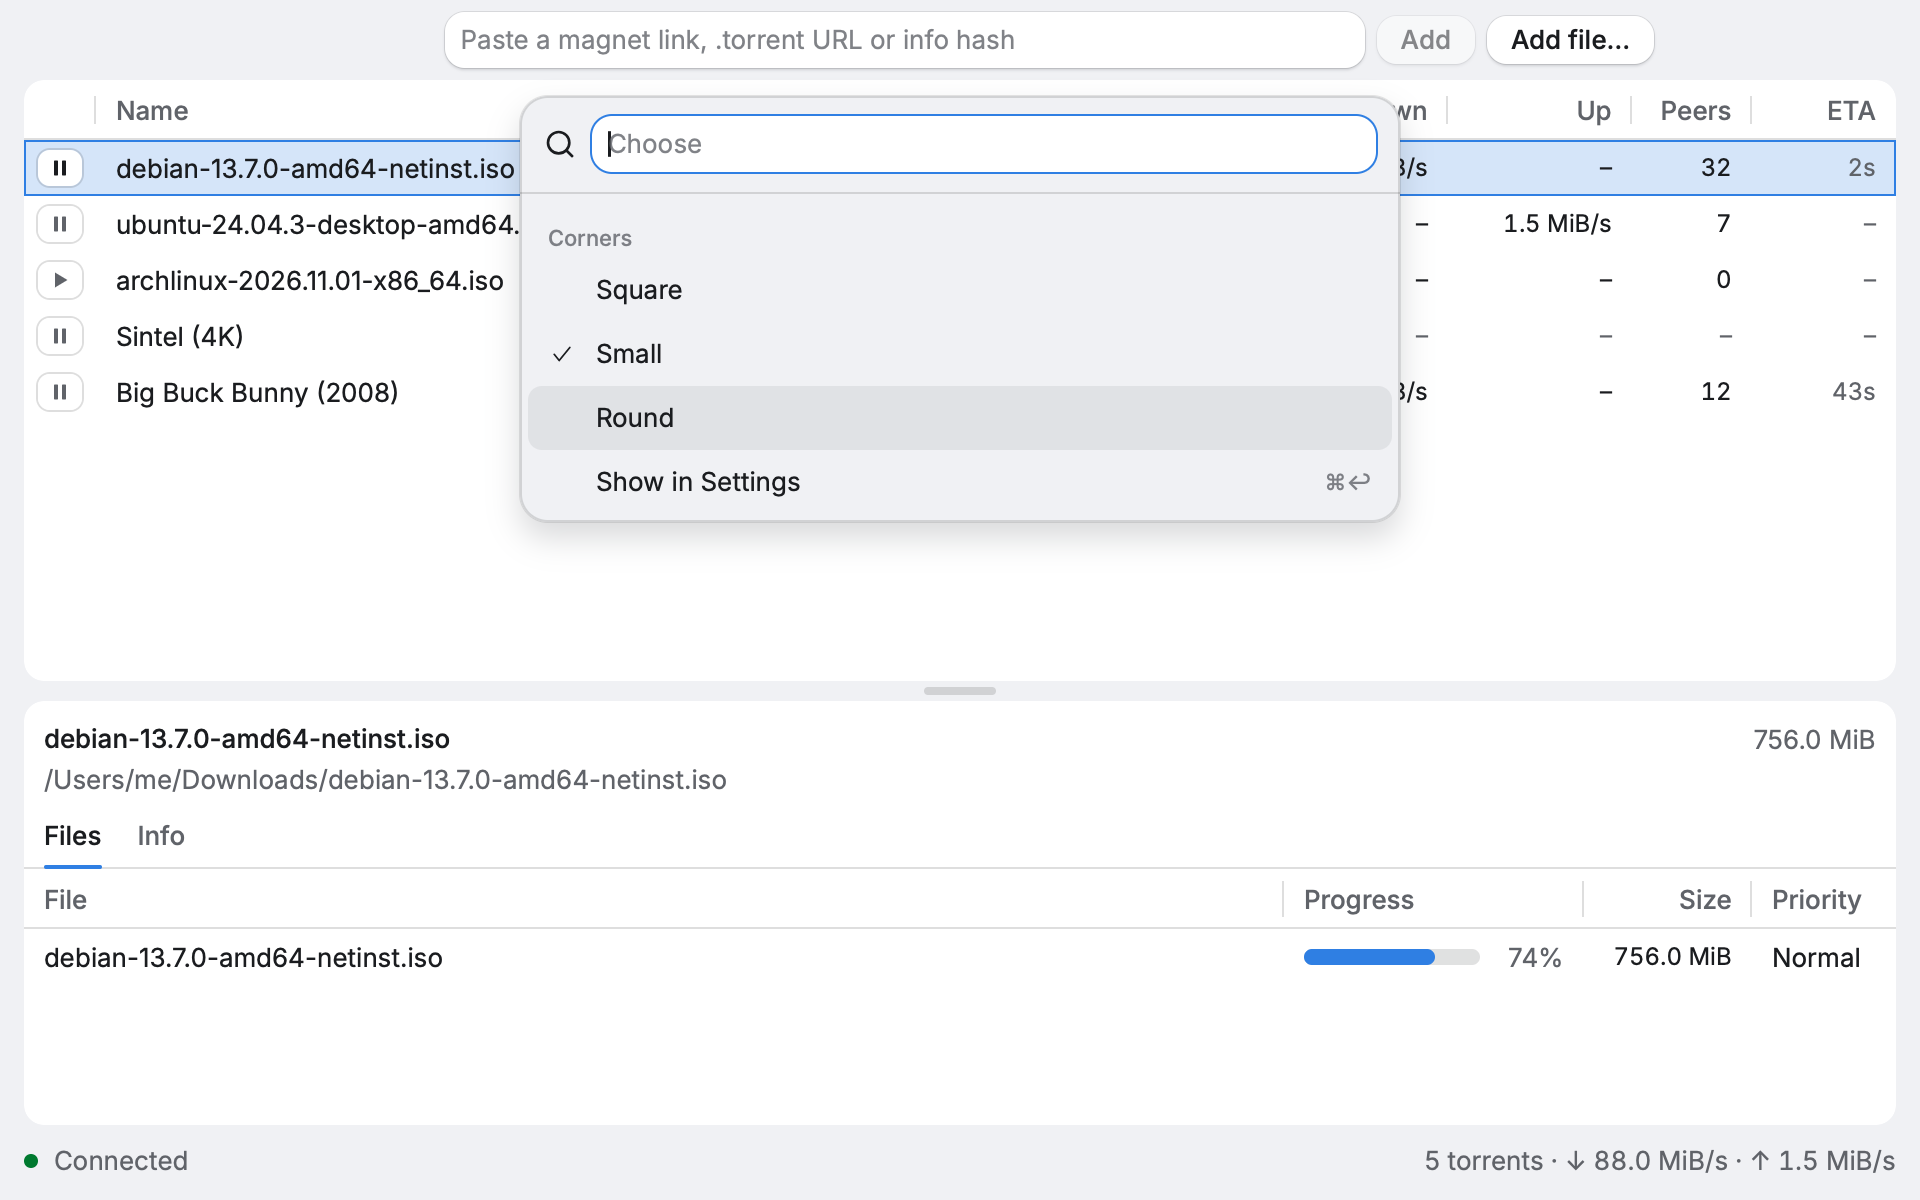 Paste a magnet link, .torrent URL or info hash
Add
Add file...
Name
Up
Peers
ETA
debian-13.7.0-amd64-netinst.iso
–
32
2s
ubuntu-24.04.3-desktop-amd64.
–
1.5 MiB/s
7
–
archlinux-2026.11.01-x86_64.iso
–
–
0
–
Sintel (4K)
–
–
–
–
Big Buck Bunny (2008)
–
12
43s
Choose
Corners
Square
Small
Round
Show in Settings
⌘↩
debian-13.7.0-amd64-netinst.iso
756.0 MiB
/Users/me/Downloads/debian-13.7.0-amd64-netinst.iso
Files
Info
File
Progress
Size
Priority
debian-13.7.0-amd64-netinst.iso
74%
756.0 MiB
Normal
Connected
5 torrents · ↓ 88.0 MiB/s · ↑ 1.5 MiB/s